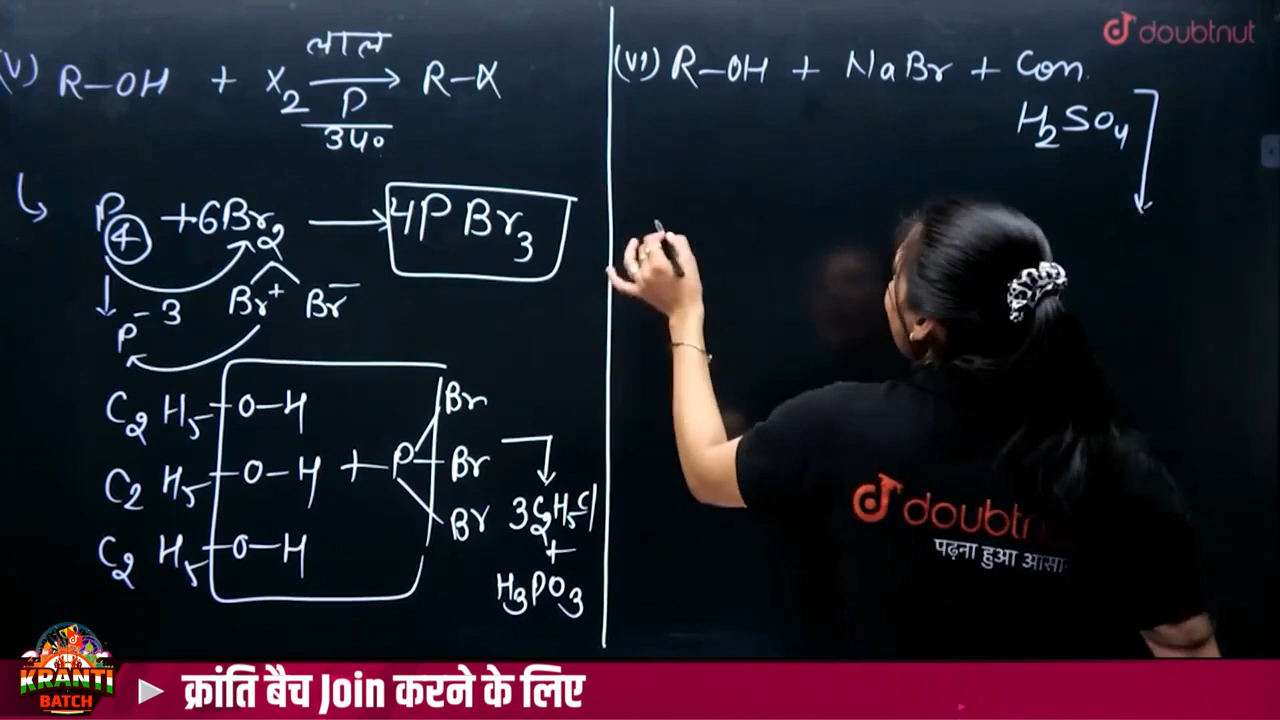 (V) R-OH + X2 लाल → R-X
P
340
P4 + 6Br2 → 4PBr3
Br+ Br-
P-3
C2H5-O-H
C2H5-O-H + P-Br
C2H5-O-H
Br
Br
3C2H5Cl
+
H3PO3
doubtnut
(VI) R-OH + NaBr + Con.
H2SO4
doubtn
पढ़ना हुआ आसा
KRANTI
BATCH
क्रांति बैच Join करने के लिए